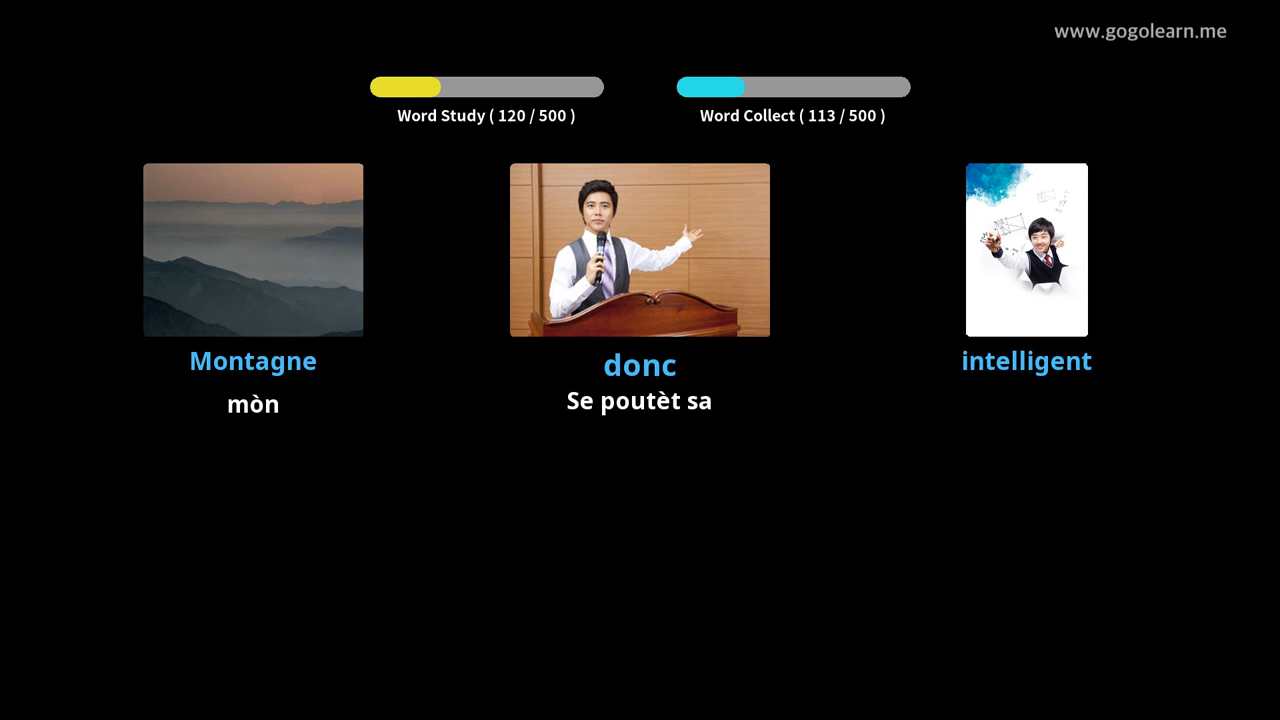 www.gogolearn.me
Word Study ( 120 / 500 )
Word Collect ( 113 / 500 )
Montagne
donc
intelligent
mòn
Se poutèt sa